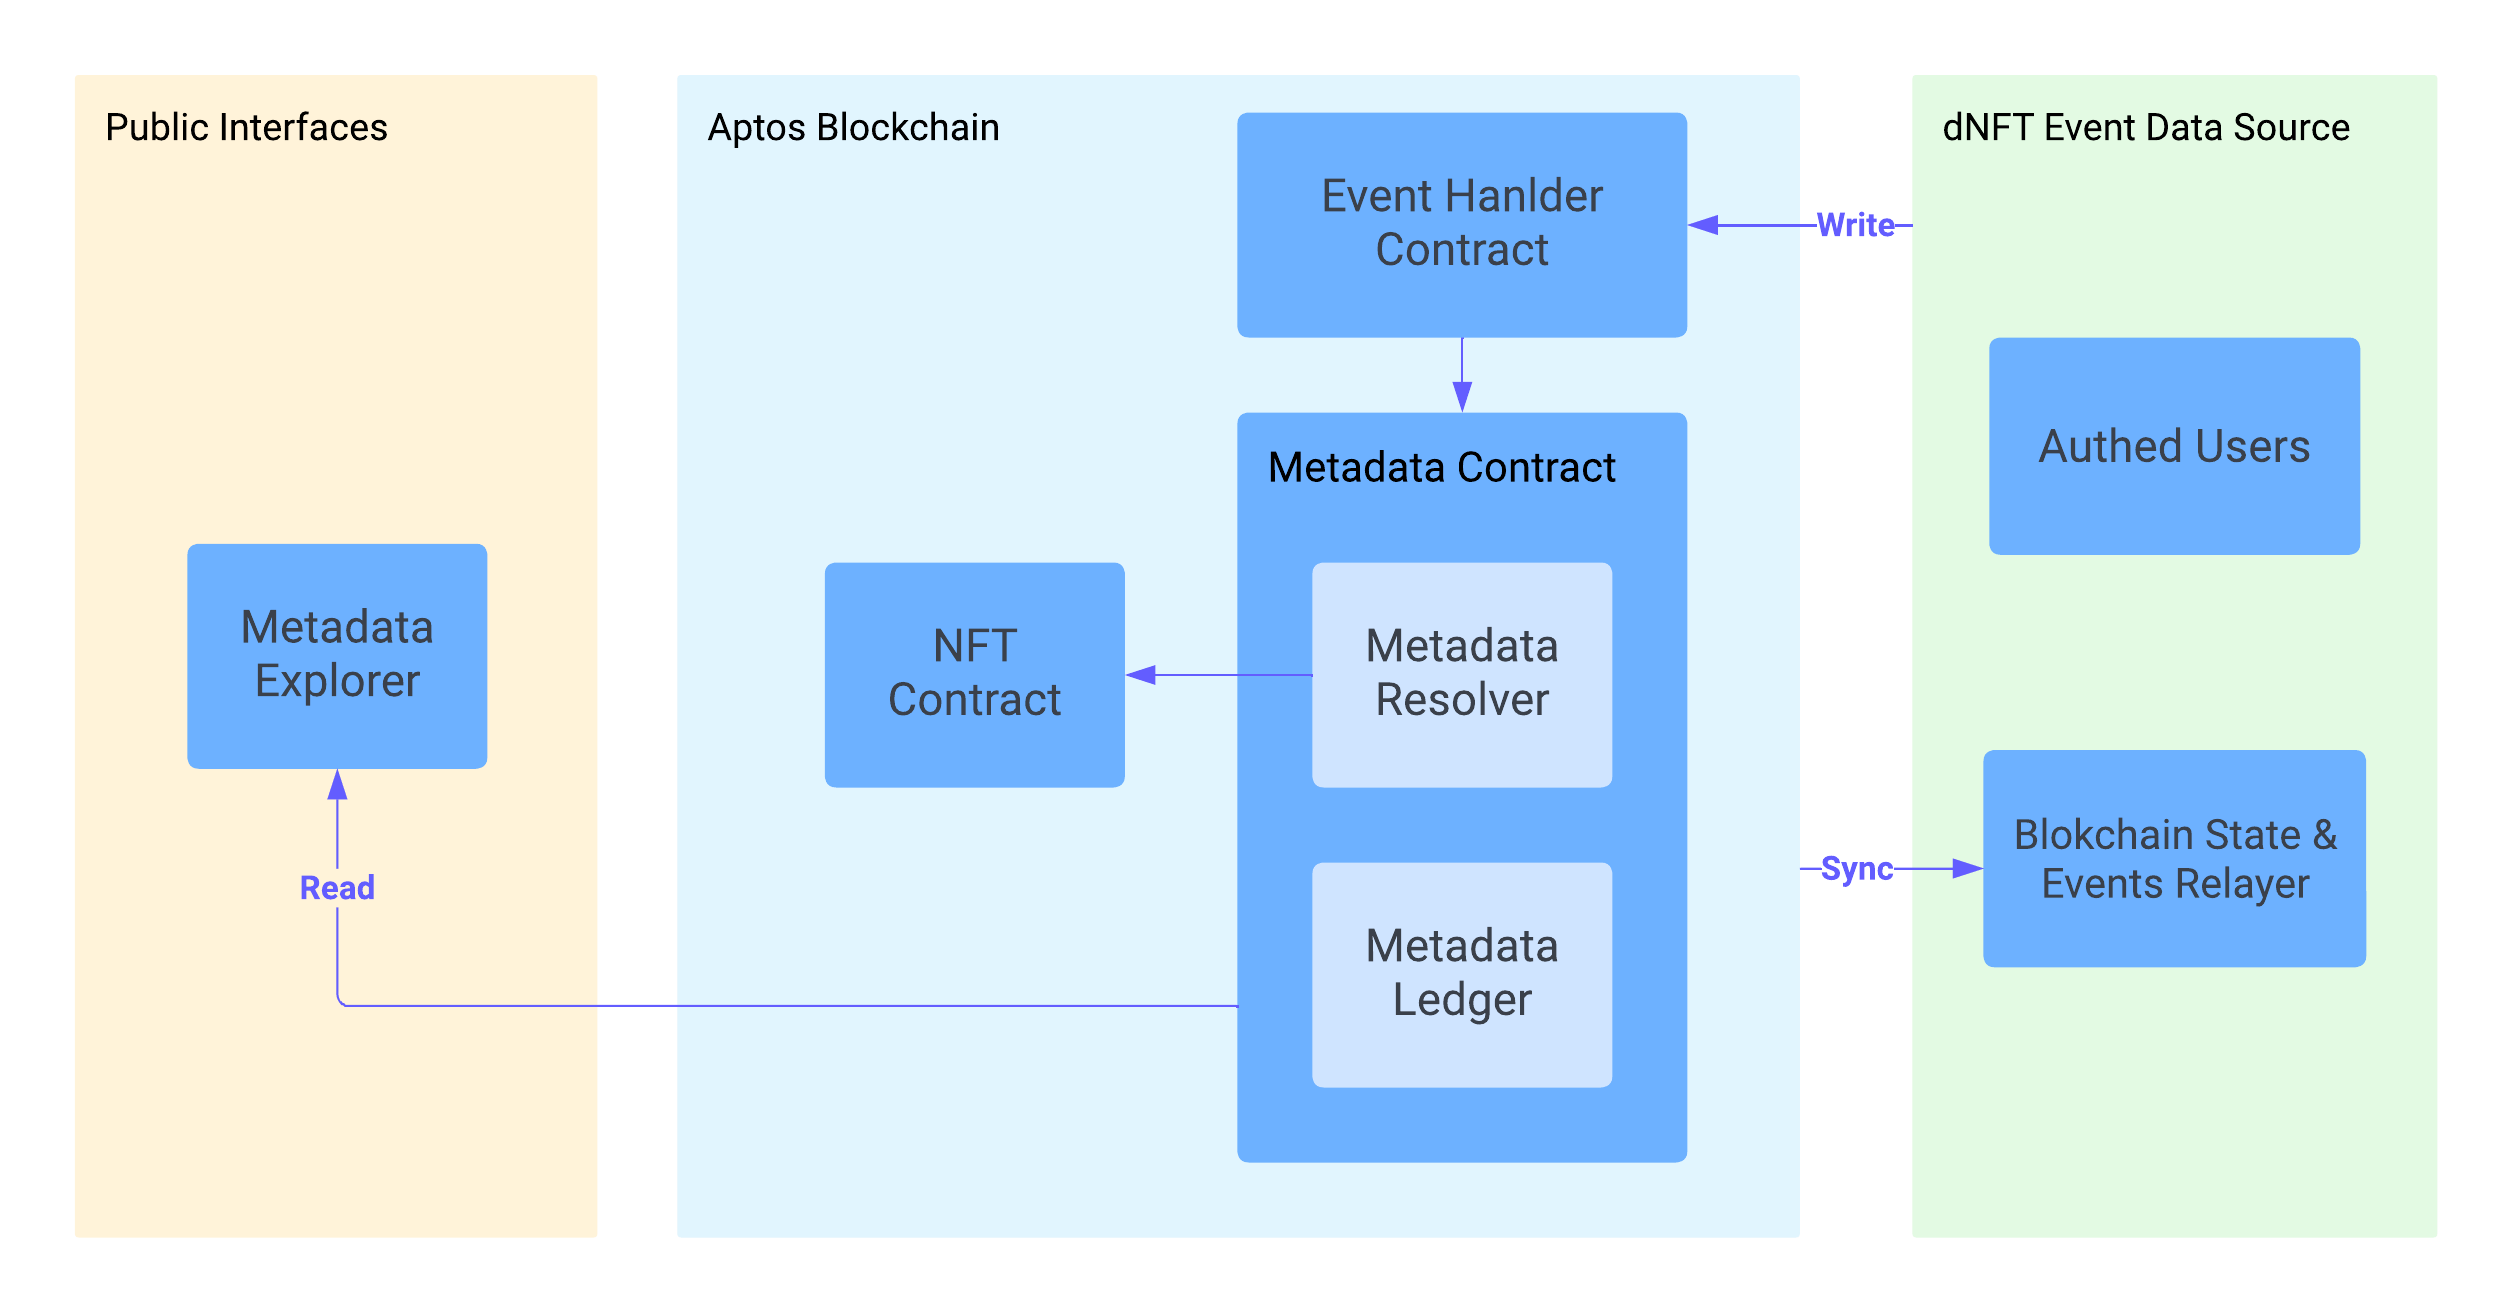 Public Interfaces
Metadata
Explorer
Read
Aptos Blockchain
Event Hanlder
Contract
Metadata Contract
NFT
Contract
Metadata
Resolver
Metadata
Ledger
Write
Sync
dNFT Event Data Source
Authed Users
Blokchain State &
Events Relayer